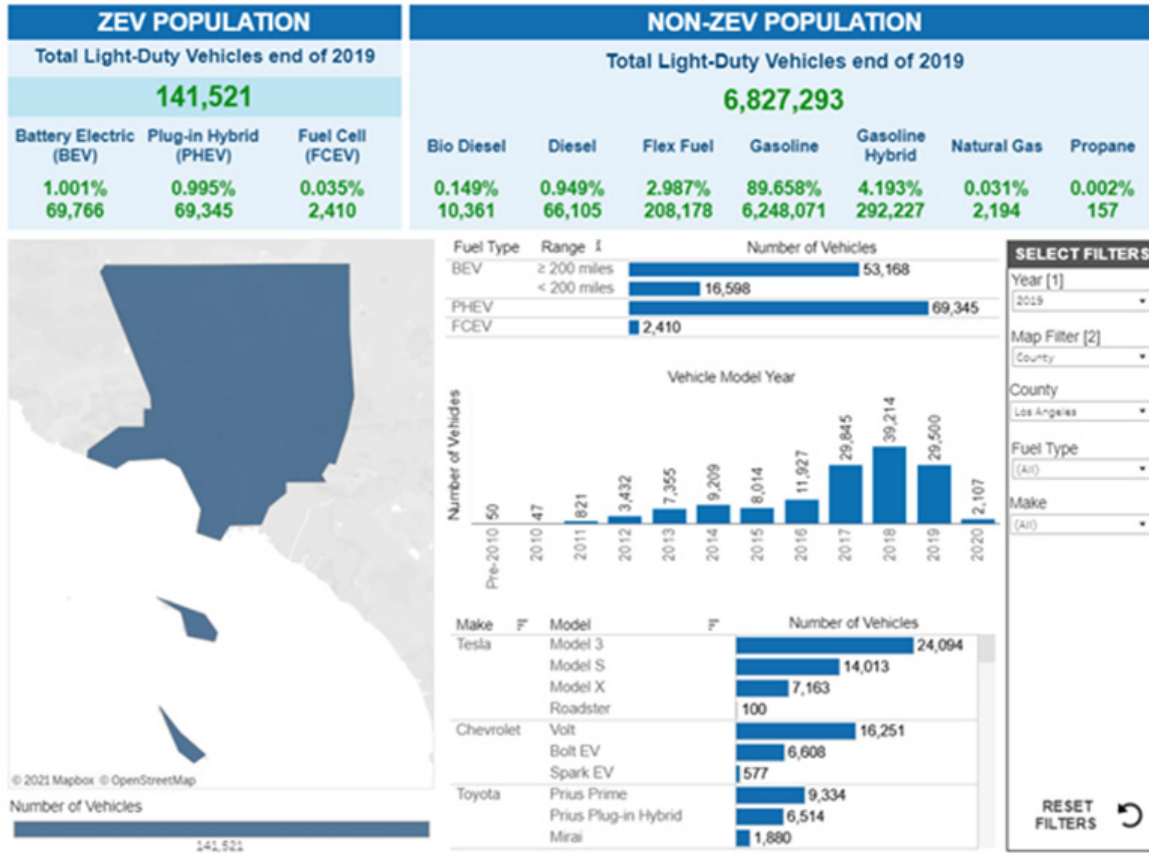 ZEV POPULATION
Total Light-Duty Vehicles end of 2019
141,521
Battery Electric (BEV) Plug-in Hybrid (PHEV) Fuel Cell (FCEV)
1.001% 0.995% 0.035%
69,766 69,345 2,410
NON-ZEV POPULATION
Total Light-Duty Vehicles end of 2019
6,827,293
Bio Diesel Diesel Flex Fuel Gasoline Gasoline Hybrid Natural Gas Propane
0.149% 0.949% 2.987% 89.658% 4.193% 0.031% 0.002%
10,361 66,105 208,178 6,248,071 292,227 2,194 157
© 2021 Mapbox © OpenStreetMap
Number of Vehicles
141,521
Fuel Type Range Number of Vehicles
BEV ≥ 200 miles 53,168
< 200 miles 16,598
PHEV 69,345
FCEV 2,410
Vehicle Model Year
Number of Vehicles
50 47 821 3,432 7,355 9,209 8,014 11,927 29,845 39,214 29,500 2,107
Pre-2010 2010 2011 2012 2013 2014 2015 2016 2017 2018 2019 2020
Make Model Number of Vehicles
Tesla Model 3 24,094
Model S 14,013
Model X 7,163
Roadster 100
Chevrolet Volt 16,251
Bolt EV 6,608
Spark EV 577
Toyota Prius Prime 9,334
Prius Plug-in Hybrid 6,514
Mirai 1,880
SELECT FILTERS
Year [1]
2019
Map Filter [2]
County
County
Los Angeles
Fuel Type
(All)
Make
(All)
RESET
FILTERS